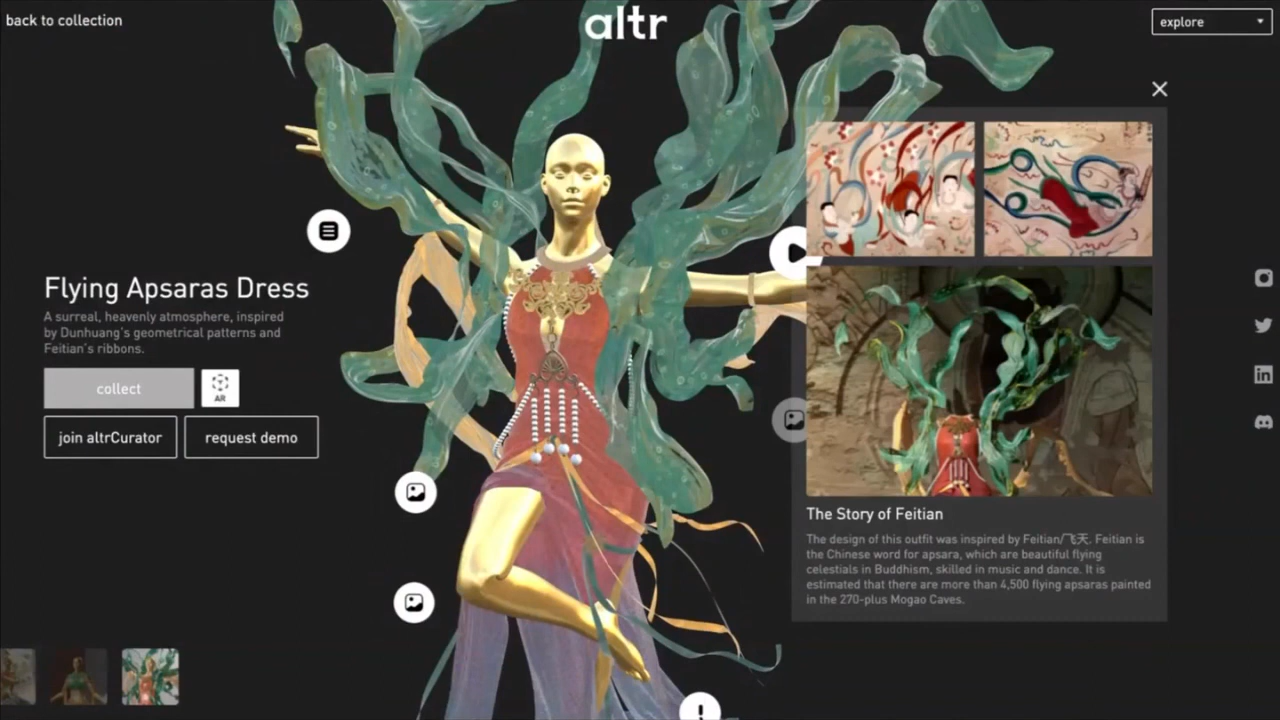 back to collection
altr
explore
Flying Apsaras Dress
A surreal, heavenly atmosphere, inspired
by Dunhuang's geometrical patterns and
Feitian's ribbons.
collect
AR
join altrCurator
request demo
The Story of Feitian
The design of this outfit was inspired by Feitian/飞天. Feitian is
the Chinese word for apsara, which are beautiful flying
celestials in Buddhism, skilled in music and dance. It is
estimated that there are more than 4,500 flying apsaras painted
in the 270-plus Mogao Caves.